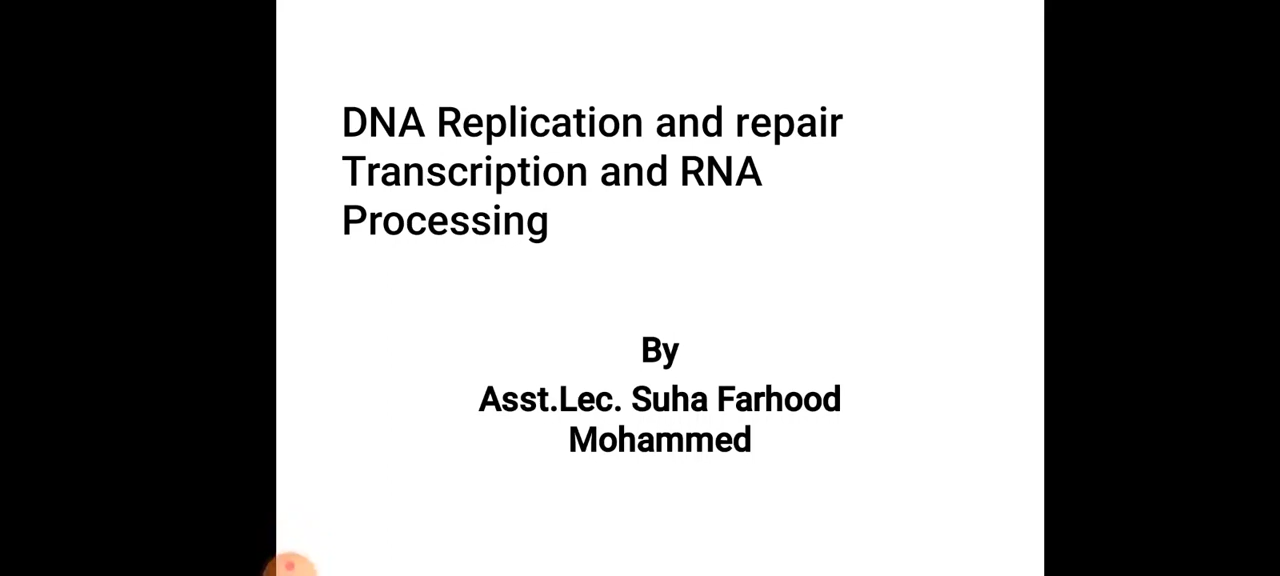 DNA Replication and repair
Transcription and RNA
Processing
By
Asst.Lec. Suha Farhood
Mohammed